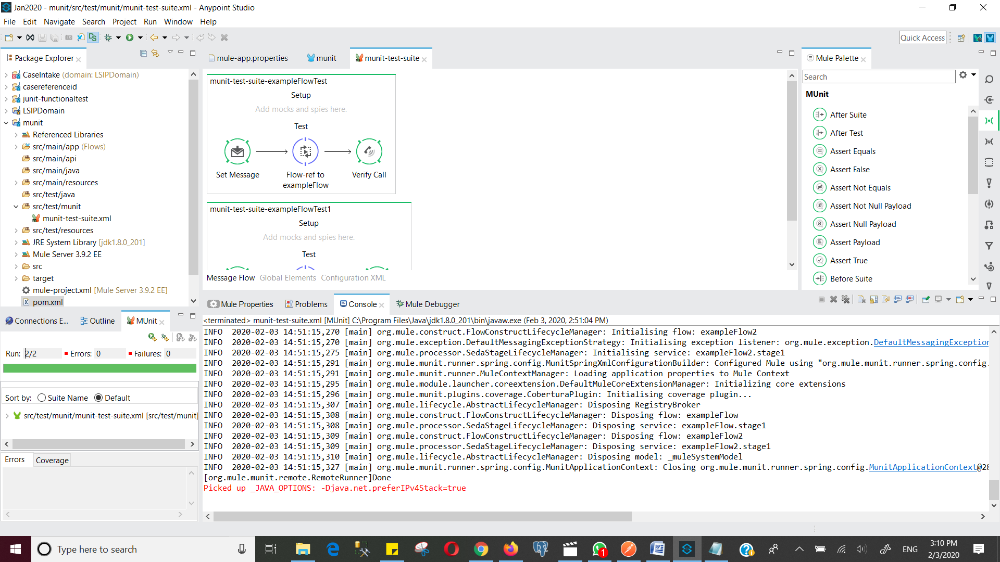 Jan2020 - munit/src/test/munit/munit-test-suite.xml - Anypoint Studio
File Edit Navigate Search Project Run Window Help
Quick Access
Package Explorer
CaseIntake (domain: LSIPDomain)
casereferenceid
junit-functionaltest
LSIPDomain
munit
Referenced Libraries
src/main/app (Flows)
src/main/api
src/main/java
src/main/resources
src/test/java
src/test/munit
munit-test-suite.xml
src/test/resources
JRE System Library [jdk1.8.0_201]
Mule Server 3.9.2 EE
src
target
mule-project.xml [Mule Server 3.9.2 EE]
pom.xml
mule-app.properties munit munit-test-suite
munit-test-suite-exampleFlowTest
Setup
Add mocks and spies here.
Test
Set Message
Flow-ref to
exampleFlow
Verify Call
munit-test-suite-exampleFlowTest1
Setup
Add mocks and spies here.
Test
Message Flow Global Elements Configuration XML
Mule Palette
Search
MUnit
After Suite
After Test
Assert Equals
Assert False
Assert Not Equals
Assert Not Null Payload
Assert Null Payload
Assert Payload
Assert True
Before Suite
Connections E... Outline MUnit
Run: 2/2 Errors: 0 Failures: 0
Sort by: Suite Name Default
src/test/munit/munit-test-suite.xml [src/test/munit]
Errors Coverage
Mule Properties Problems Console Mule Debugger
<terminated> munit-test-suite.xml [MUnit] C:\Program Files\Java\jdk1.8.0_201\bin\javaw.exe (Feb 3, 2020, 2:51:04 PM)
INFO 2020-02-03 14:51:15,270 [main] org.mule.construct.FlowConstructLifecycleManager: Initialising flow: exampleFlow2
INFO 2020-02-03 14:51:15,270 [main] org.mule.exception.DefaultMessagingExceptionStrategy: Initialising exception listener: org.mule.exception.DefaultMessagingException
INFO 2020-02-03 14:51:15,275 [main] org.mule.processor.SedaStageLifecycleManager: Initialising service: exampleFlow2.stage1
INFO 2020-02-03 14:51:15,291 [main] org.mule.munit.runner.spring.config.MunitSpringXmlConfigurationBuilder: Configured Mule using "org.mule.munit.runner.spring.config.
INFO 2020-02-03 14:51:15,291 [main] org.mule.munit.runner.MuleContextManager: Loading application properties to Mule Context
INFO 2020-02-03 14:51:15,295 [main] org.mule.module.launcher.coreextension.DefaultMuleCoreExtensionManager: Initializing core extensions
INFO 2020-02-03 14:51:15,296 [main] org.mule.munit.plugins.coverage.CoberturaPlugin: Initialising coverage plugin...
INFO 2020-02-03 14:51:15,307 [main] org.mule.lifecycle.AbstractLifecycleManager: Disposing RegistryBroker
INFO 2020-02-03 14:51:15,308 [main] org.mule.construct.FlowConstructLifecycleManager: Disposing flow: exampleFlow
INFO 2020-02-03 14:51:15,308 [main] org.mule.processor.SedaStageLifecycleManager: Disposing service: exampleFlow.stage1
INFO 2020-02-03 14:51:15,309 [main] org.mule.construct.FlowConstructLifecycleManager: Disposing flow: exampleFlow2
INFO 2020-02-03 14:51:15,309 [main] org.mule.processor.SedaStageLifecycleManager: Disposing service: exampleFlow2.stage1
INFO 2020-02-03 14:51:15,310 [main] org.mule.lifecycle.AbstractLifecycleManager: Disposing model: _muleSystemModel
INFO 2020-02-03 14:51:15,327 [main] org.mule.munit.runner.spring.config.MunitApplicationContext: Closing org.mule.munit.runner.spring.config.MunitApplicationContext@28
[org.mule.munit.remote.RemoteRunner]Done
Picked up _JAVA_OPTIONS: -Djava.net.preferIPv4Stack=true
Type here to search
1
ENG
3:10 PM
2/3/2020